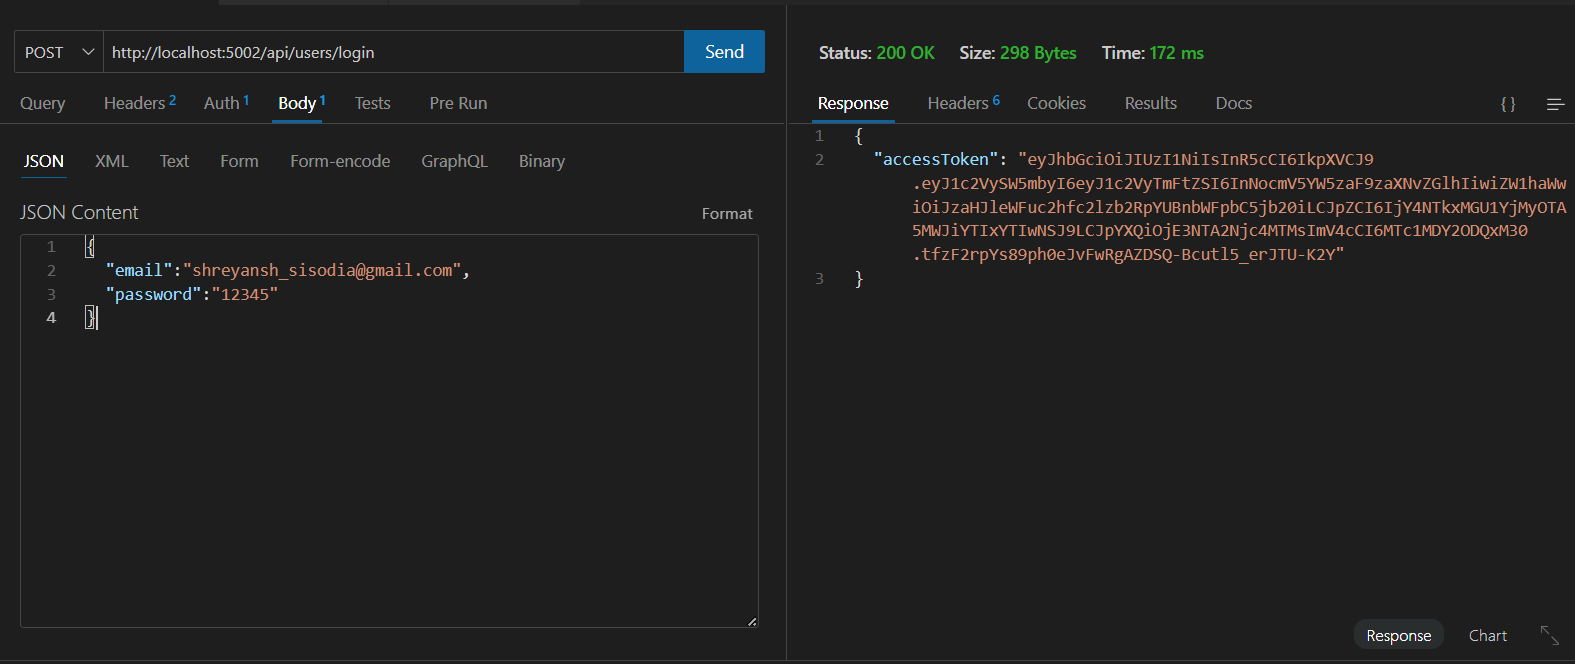 POST http://localhost:5002/api/users/login Send
Query Headers 2 Auth 1 Body 1 Tests Pre Run
JSON XML Text Form Form-encode GraphQL Binary
JSON Content Format
1 {
2 "email":"shreyansh_sisodia@gmail.com",
3 "password":"12345"
4 }
Status: 200 OK Size: 298 Bytes Time: 172 ms
Response Headers 6 Cookies Results Docs {}
1 {
2 "accessToken": "eyJhbGciOiJIUzI1NiIsInR5cCI6IkpXVCJ9
.eyJ1c2VySW5mbyI6eyJ1c2VyTmFtZSI6InNocmV5YW5zaF9zaXNvZGlhIiwiZW1haWw
iOiJzaHJleWFuc2hfc2lzb2RpYUBnbWFpbC5jb20iLCJpZCI6IjY4NTkxMGU1YjMyOTA
5MWJiYTIxYTIwNSJ9LCJpYXQiOjE3NTA2Njc4MTMsImV4cCI6MTc1MDY2ODQxM30
.tfzF2rpYs89ph0eJvFwRgAZDSQ-Bcutl5_erJTU-K2Y"
3 }
Response Chart